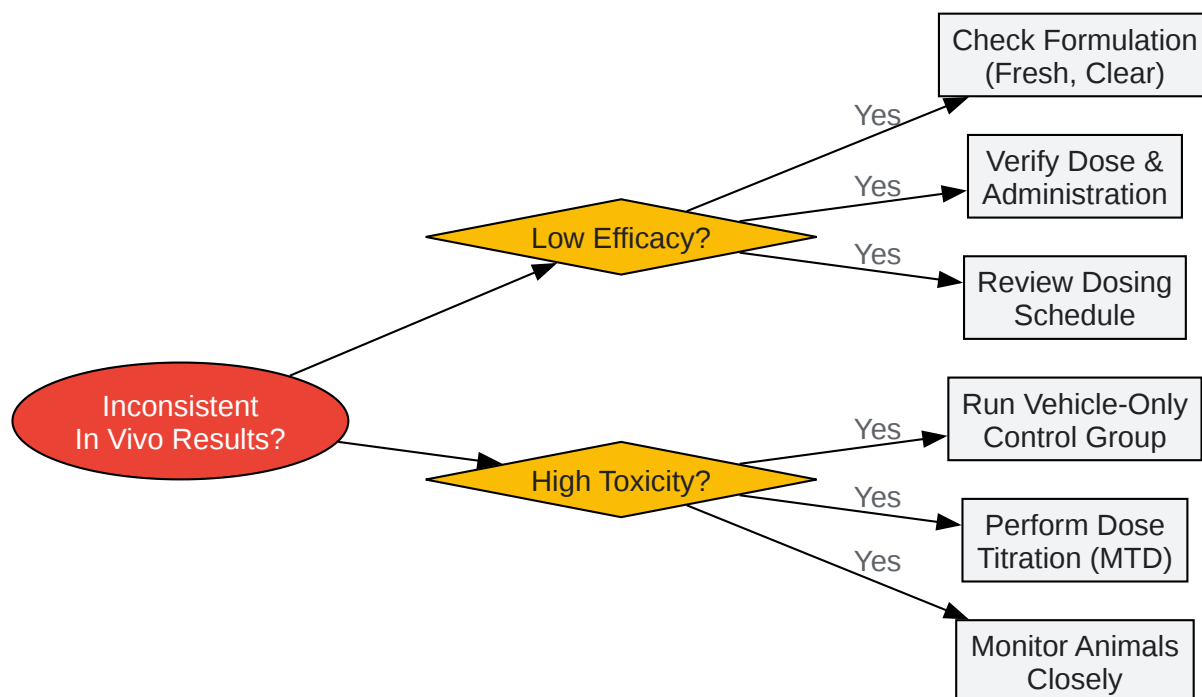 Check Formulation
(Fresh, Clear)
Yes
Verify Dose &
Administration
Yes
Low Efficacy?
Yes
Review Dosing
Schedule
Inconsistent
In Vivo Results?
Run Vehicle-Only
Control Group
Yes
High Toxicity?
Yes
Perform Dose
Titration (MTD)
Yes
Monitor Animals
Closely